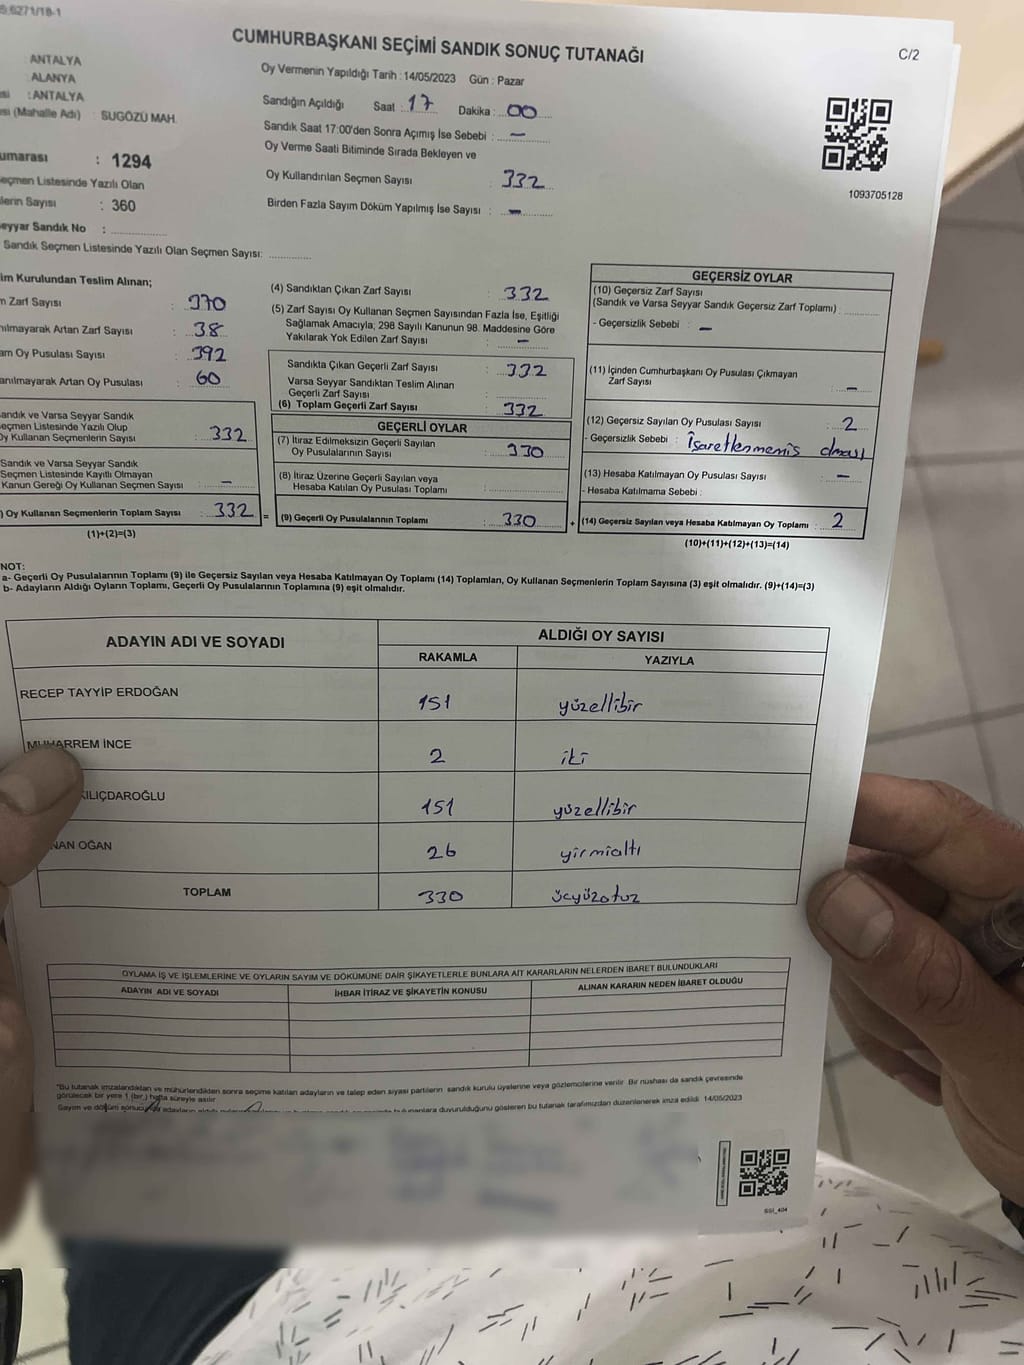 6271/18-1
CUMHURBAŞKANI SEÇİMİ SANDIK SONUÇ TUTANAĞI
C/2
: ANTALYA
: ALANYA
: ANTALYA
si (Mahalle Adı) : SUGÖZÜ MAH.
umarası : 1294
eçmen Listesinde Yazılı Olan
lerin Sayısı : 360
eyyar Sandık No :
Sandık Seçmen Listesinde Yazılı Olan Seçmen Sayısı:
Oy Vermenin Yapıldığı Tarih : 14/05/2023 Gün : Pazar
Sandığın Açıldığı Saat : 17 Dakika : 00
Sandık Saat 17:00'den Sonra Açımış İse Sebebi : —
Oy Verme Saati Bitiminde Sırada Bekleyen ve
Oy Kullandırılan Seçmen Sayısı : 332
Birden Fazla Sayım Döküm Yapılmış İse Sayısı : —
1093705128
im Kurulundan Teslim Alınan;
m Zarf Sayısı : 370
nılmayarak Artan Zarf Sayısı : 38
am Oy Pusulası Sayısı : 392
anılmayarak Artan Oy Pusulası : 60
andık ve Varsa Seyyar Sandık
eçmen Listesinde Yazılı Olup
Oy Kullanan Seçmenlerin Sayısı : 332
Sandık ve Varsa Seyyar Sandık
Seçmen Listesinde Kayıtlı Olmayan
Kanun Gereği Oy Kullanan Seçmen Sayısı : —
) Oy Kullanan Seçmenlerin Toplam Sayısı : 332 =
(1)+(2)=(3)
(4) Sandıktan Çıkan Zarf Sayısı : 332
(5) Zarf Sayısı Oy Kullanan Seçmen Sayısından Fazla İse, Eşitliği
Sağlamak Amacıyla; 298 Sayılı Kanunun 98. Maddesine Göre
Yakılarak Yok Edilen Zarf Sayısı : —
Sandıkta Çıkan Geçerli Zarf Sayısı : 332
Varsa Seyyar Sandıktan Teslim Alınan
Geçerli Zarf Sayısı :
(6) Toplam Geçerli Zarf Sayısı : 332
GEÇERLİ OYLAR
(7) İtiraz Edilmeksizin Geçerli Sayılan
Oy Pusulalarının Sayısı : 330
(8) İtiraz Üzerine Geçerli Sayılan veya
Hesaba Katılan Oy Pusulası Toplamı :
(9) Geçerli Oy Pusulalarının Toplamı : 330 +
GEÇERSİZ OYLAR
(10) Geçersiz Zarf Sayısı
(Sandık ve Varsa Seyyar Sandık Geçersiz Zarf Toplamı) :
- Geçersizlik Sebebi : —
(11) İçinden Cumhurbaşkanı Oy Pusulası Çıkmayan
Zarf Sayısı : —
(12) Geçersiz Sayılan Oy Pusulası Sayısı : 2
- Geçersizlik Sebebi : İşaretlenmemiş olması
(13) Hesaba Katılmayan Oy Pusulası Sayısı : —
- Hesaba Katılmama Sebebi :
(14) Geçersiz Sayılan veya Hesaba Katılmayan Oy Toplamı : 2
(10)+(11)+(12)+(13)=(14)
NOT:
a- Geçerli Oy Pusulalarının Toplamı (9) ile Geçersiz Sayılan veya Hesaba Katılmayan Oy Toplamı (14) Toplamları, Oy Kullanan Seçmenlerin Toplam Sayısına (3) eşit olmalıdır. (9)+(14)=(3)
b- Adayların Aldığı Oyların Toplamı, Geçerli Oy Pusulalarının Toplamına (9) eşit olmalıdır.
ADAYIN ADI VE SOYADI ALDIĞI OY SAYISI
RAKAMLA YAZIYLA
RECEP TAYYİP ERDOĞAN 151 yüzellibir
MUHARREM İNCE 2 iki
KILIÇDAROĞLU 151 yüzellibir
NAN OĞAN 26 yirmialtı
TOPLAM 330 üçyüzotuz
OYLAMA İŞ VE İŞLEMLERİNE VE OYLARIN SAYIM VE DÖKÜMÜNE DAİR ŞİKAYETLERLE BUNLARA AİT KARARLARIN NELERDEN İBARET BULUNDUKLARI
ADAYIN ADI VE SOYADI İHBAR İTİRAZ VE ŞİKAYETİN KONUSU ALINAN KARARIN NEDEN İBARET OLDUĞU
*Bu tutanak imzalandıktan ve mühürlendikten sonra seçime katılan adayların ve talep eden siyasi partilerin sandık kurulu üyelerine veya gözlemcilerine verilir. Bir nüshası da sandık çevresinde
görülecek bir yere 1 (bir) hafta süreyle asılır
Sayım ve döküm sonucu adayların aldığı bulunanlara duyurulduğunu gösteren bu tutanak tarafımızdan düzenlenerek imza edildi 14/05/2023
SSİ_404